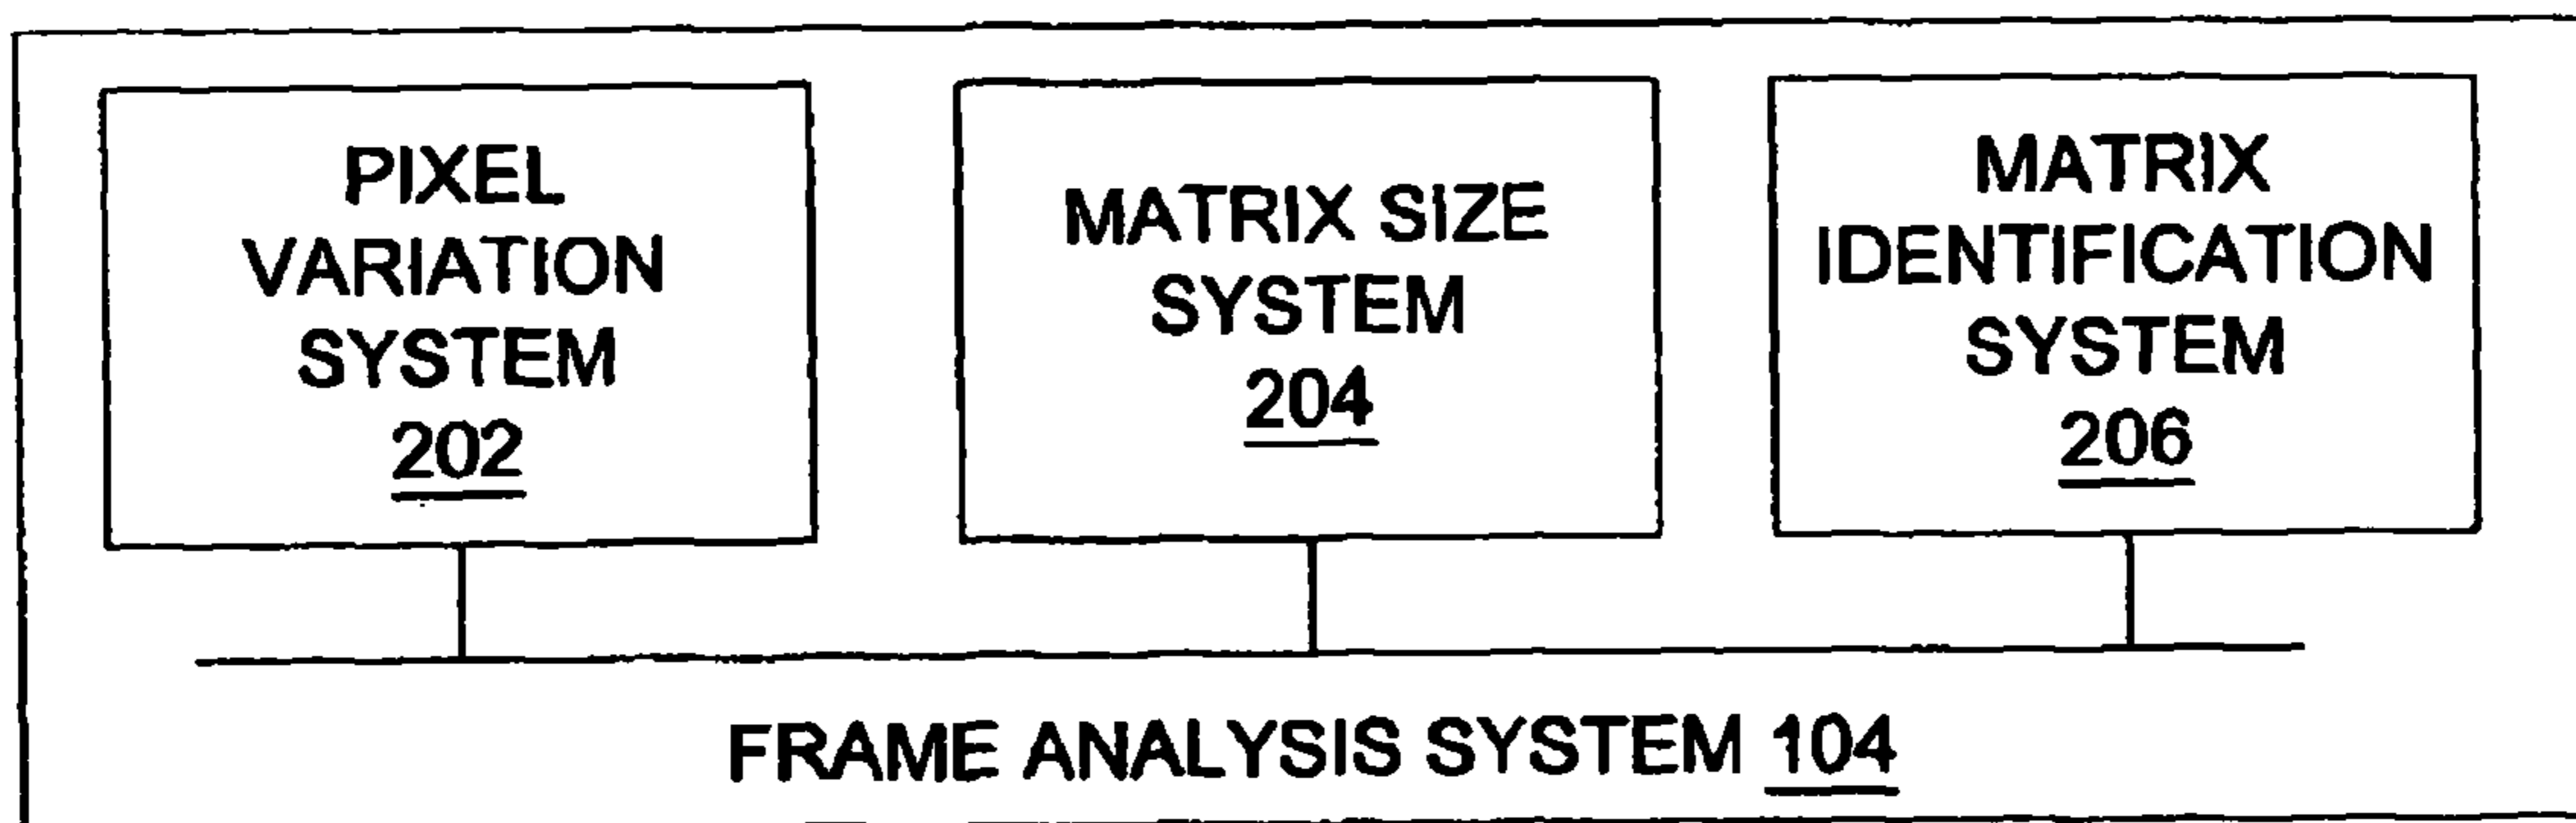 PIXEL
VARIATION
SYSTEM
202
MATRIX SIZE
SYSTEM
204
MATRIX
IDENTIFICATION
SYSTEM
206
FRAME ANALYSIS SYSTEM 104